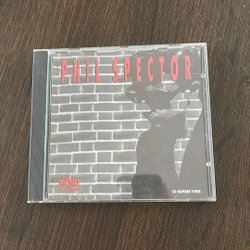 PHIL SPECTOR
CD NUMBER THREE